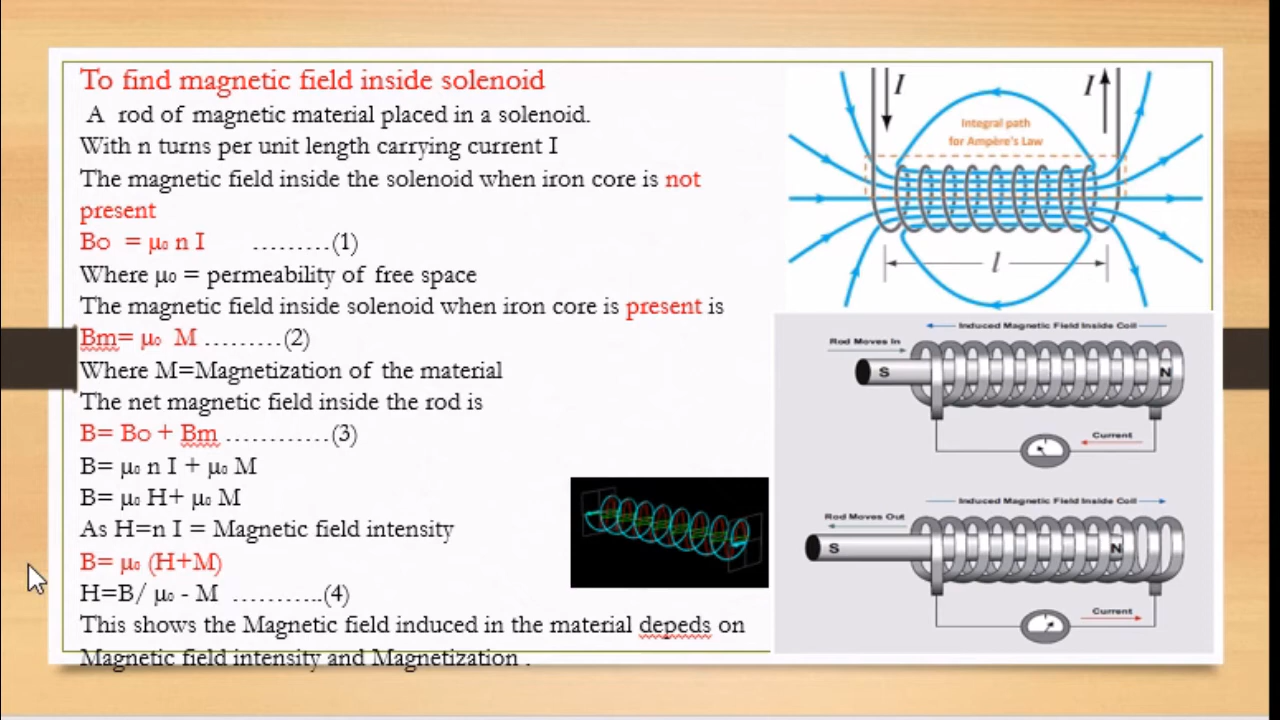 To find magnetic field inside solenoid
A rod of magnetic material placed in a solenoid.
With n turns per unit length carrying current I
The magnetic field inside the solenoid when iron core is not
present
Bo = μ₀ n I ………(1)
Where μ₀ = permeability of free space
The magnetic field inside solenoid when iron core is present is
Bm= μ₀ M ………(2)
Where M=Magnetization of the material
The net magnetic field inside the rod is
B= Bo + Bm …………(3)
B= μ₀ n I + μ₀ M
B= μ₀ H+ μ₀ M
As H=n I = Magnetic field intensity
B= μ₀ (H+M)
H=B/ μ₀ - M ………..(4)
This shows the Magnetic field induced in the material depeds on
Magnetic field intensity and Magnetization .
I
I
Integral path
for Ampère's Law
l
Induced Magnetic Field Inside Coil
Rod Moves In
S
N
Current
Induced Magnetic Field Inside Coil
Rod Moves Out
S
N
Current